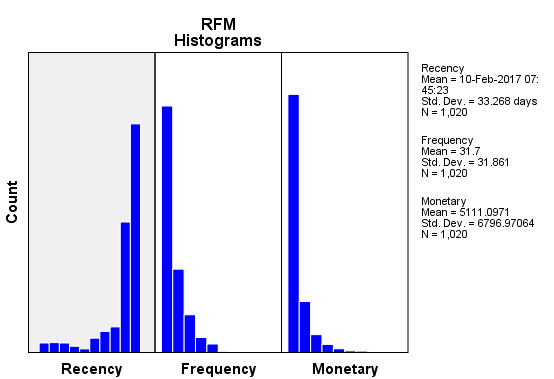 RFM
Histograms
Count
Recency
Frequency
Monetary
Recency
Mean = 10-Feb-2017 07:
45:23
Std. Dev. = 33.268 days
N = 1,020
Frequency
Mean = 31.7
Std. Dev. = 31.861
N = 1,020
Monetary
Mean = 5111.0971
Std. Dev. = 6796.97064
N = 1,020